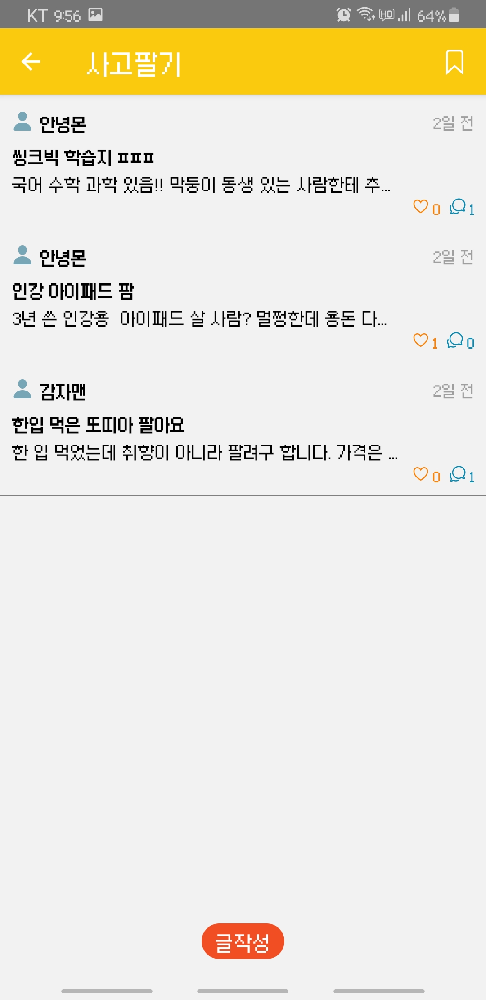 KT 9:56 HD 64%
사고팔기
안녕몬 2일 전
씽크빅 학습지 ㅍㅍㅍ
국어 수학 과학 있음!! 막둥이 동생 있는 사람한테 추...
0 1
안녕몬 2일 전
인강 아이패드 팜
3년 쓴 인강용  아이패드 살 사람? 멀쩡한데 용돈 다...
1 0
감자맨 2일 전
한입 먹은 또띠아 팔아요
한 입 먹었는데 취향이 아니라 팔려구 합니다. 가격은 ...
0 1
글작성